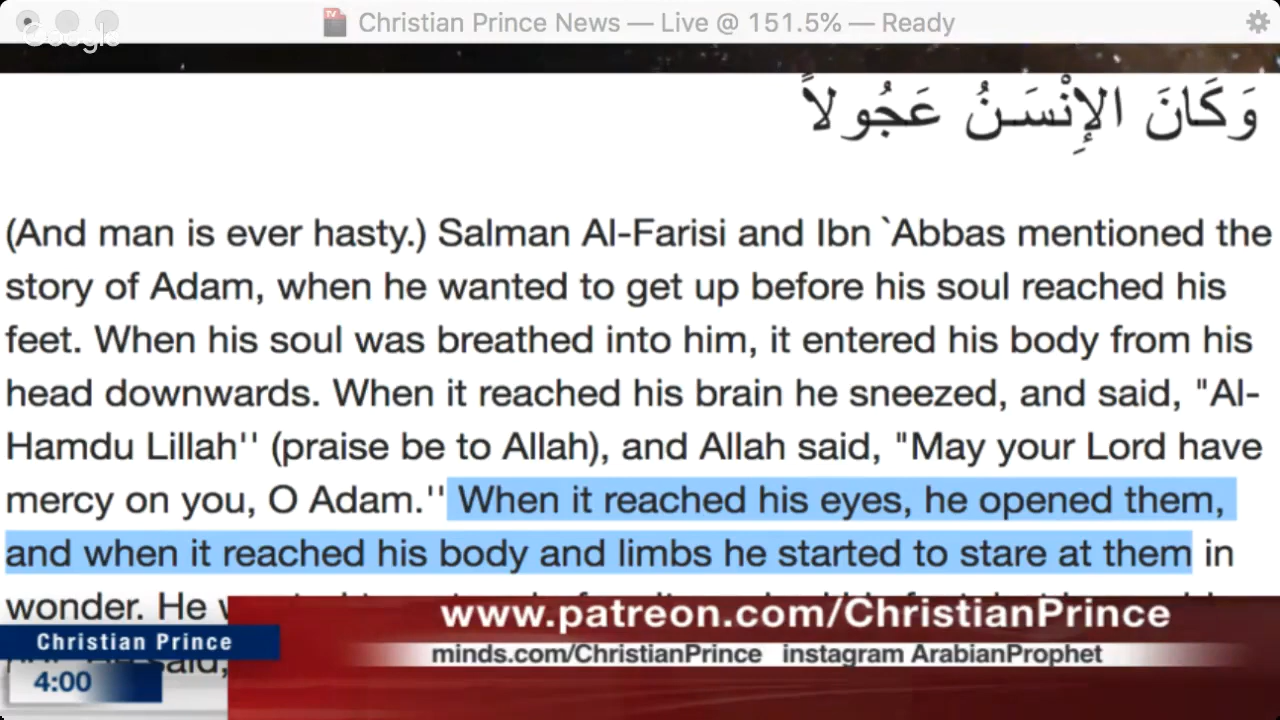 Christian Prince News — Live @ 151.5% — Ready
Google
وَكَانَ الإِنْسَـنُ عَجُولاً
(And man is ever hasty.) Salman Al-Farisi and Ibn `Abbas mentioned the
story of Adam, when he wanted to get up before his soul reached his
feet. When his soul was breathed into him, it entered his body from his
head downwards. When it reached his brain he sneezed, and said, "Al-
Hamdu Lillah'' (praise be to Allah), and Allah said, "May your Lord have
mercy on you, O Adam.'' When it reached his eyes, he opened them,
and when it reached his body and limbs he started to stare at them in
wonder. He
said,
www.patreon.com/ChristianPrince
Christian Prince
minds.com/ChristianPrince instagram ArabianProphet
4:00